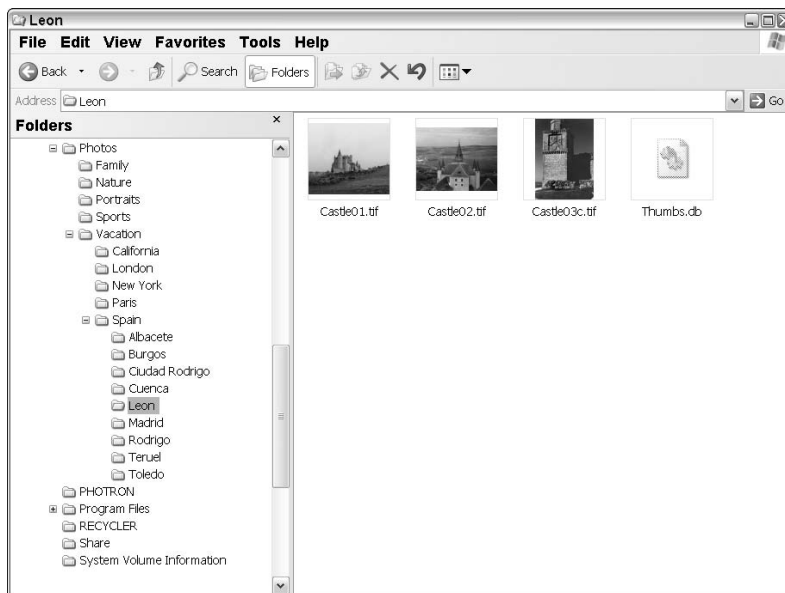 Leon
File Edit View Favorites Tools Help
Back Search Folders
Address Leon Go
Folders ×
Photos
Family
Nature
Portraits
Sports
Vacation
California
London
New York
Paris
Spain
Albacete
Burgos
Ciudad Rodrigo
Cuenca
Leon
Madrid
Rodrigo
Teruel
Toledo
PHOTRON
Program Files
RECYCLER
Share
System Volume Information
Castle01.tif Castle02.tif Castle03c.tif Thumbs.db